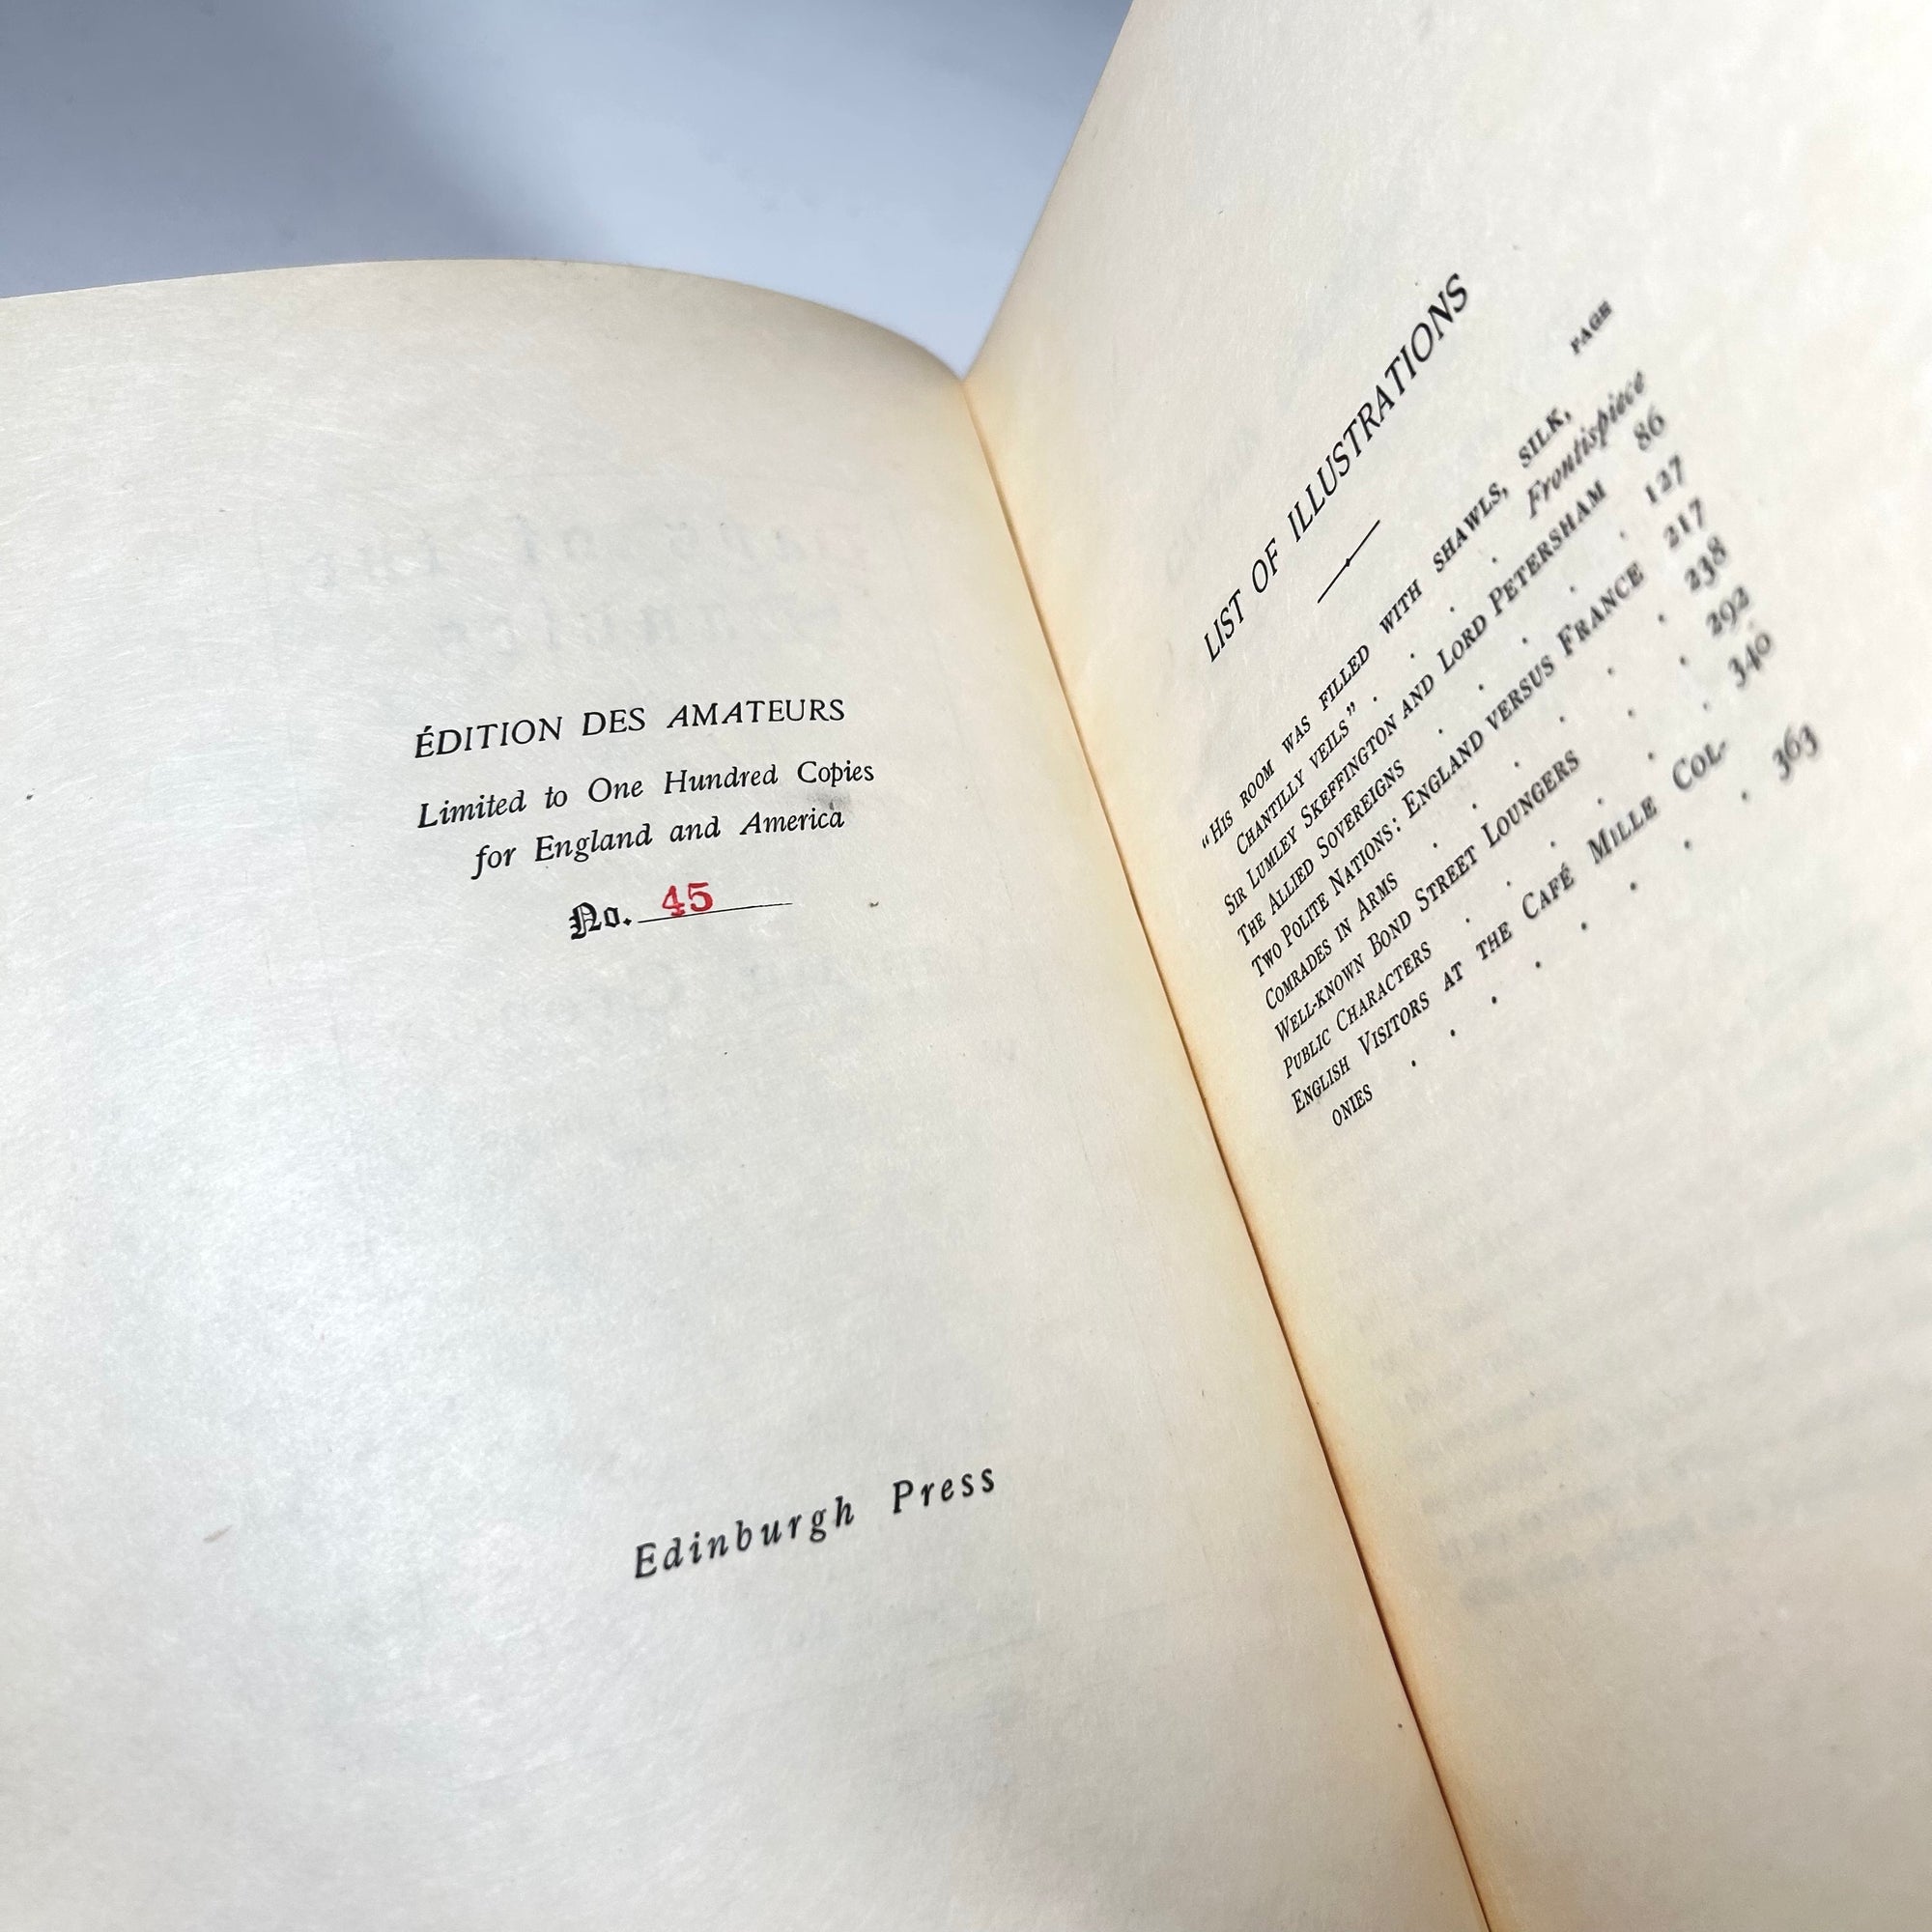 ÉDITION DES AMATEURS
Limited to One Hundred Copies
for England and America
No. 45
Edinburgh Press
LIST OF ILLUSTRATIONS
PAGE
“HIS ROOM WAS FILLED WITH SHAWLS, SILK,
CHANTILLY VEILS” . . . Frontispiece
SIR LUMLEY SKEFFINGTON AND LORD PETERSHAM 86
THE ALLIED SOVEREIGNS . . . . . 127
TWO POLITE NATIONS: ENGLAND VERSUS FRANCE 217
COMRADES IN ARMS . . . . . . 238
WELL-KNOWN BOND STREET LOUNGERS . . . 292
PUBLIC CHARACTERS . . . . . . 340
ENGLISH VISITORS AT THE CAFÉ MILLE COL-
ONIES . . . . . . . . 363